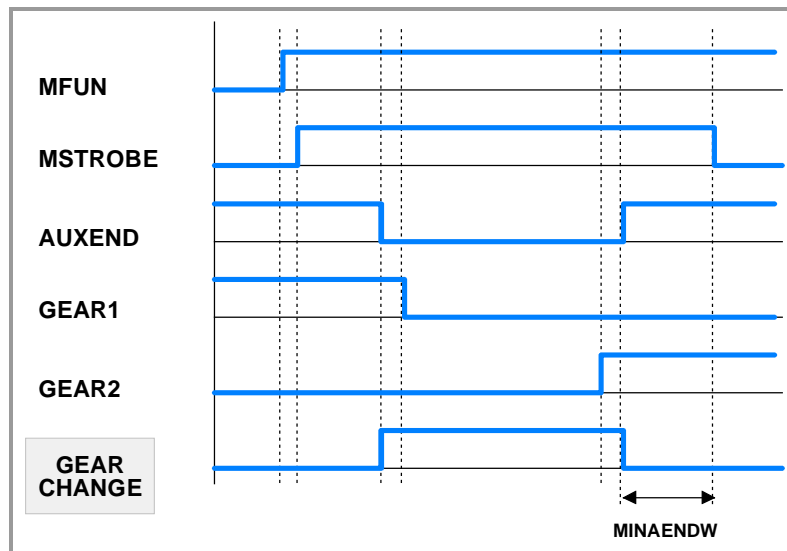 MFUN
MSTROBE
AUXEND
GEAR1
GEAR2
GEAR
CHANGE
MINAENDW